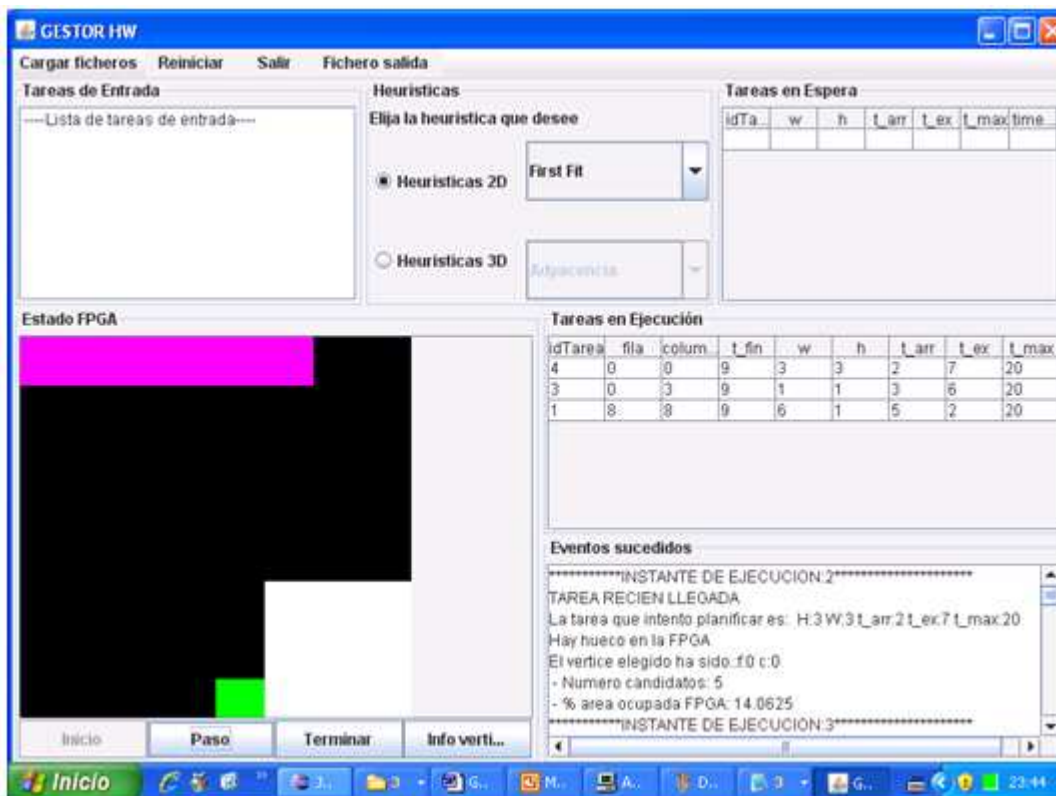 GESTOR HW
Cargar ficheros Reiniciar Salir Fichero salida
Tareas de Entrada
----Lista de tareas de entrada----
Heuristicas
Elija la heuristica que desee
Heuristicas 2D
First Fit
Heuristicas 3D
Adyacencia
Tareas en Espera
idTa... w h t_arr t_ex t_max time...
Estado FPGA
Tareas en Ejecución
idTarea fila colum... t_fin w h t_arr t_ex t_max
4 0 0 9 3 3 2 7 20
3 0 3 9 1 1 3 6 20
1 8 8 9 6 1 5 2 20
Eventos sucedidos
***********INSTANTE DE EJECUCION:2**********************
TAREA RECIEN LLEGADA
La tarea que intento planificar es: H:3 W:3 t_arr:2 t_ex:7 t_max:20
Hay hueco en la FPGA
El vertice elegido ha sido.:f:0 c:0
- Numero candidatos: 5
- % area ocupada FPGA: 14.0625
***********INSTANTE DE EJECUCION:3**********************
Inicio Paso Terminar Info verti...
Inicio
J..
3
G..
M..
A..
D..
3
G..
23:44